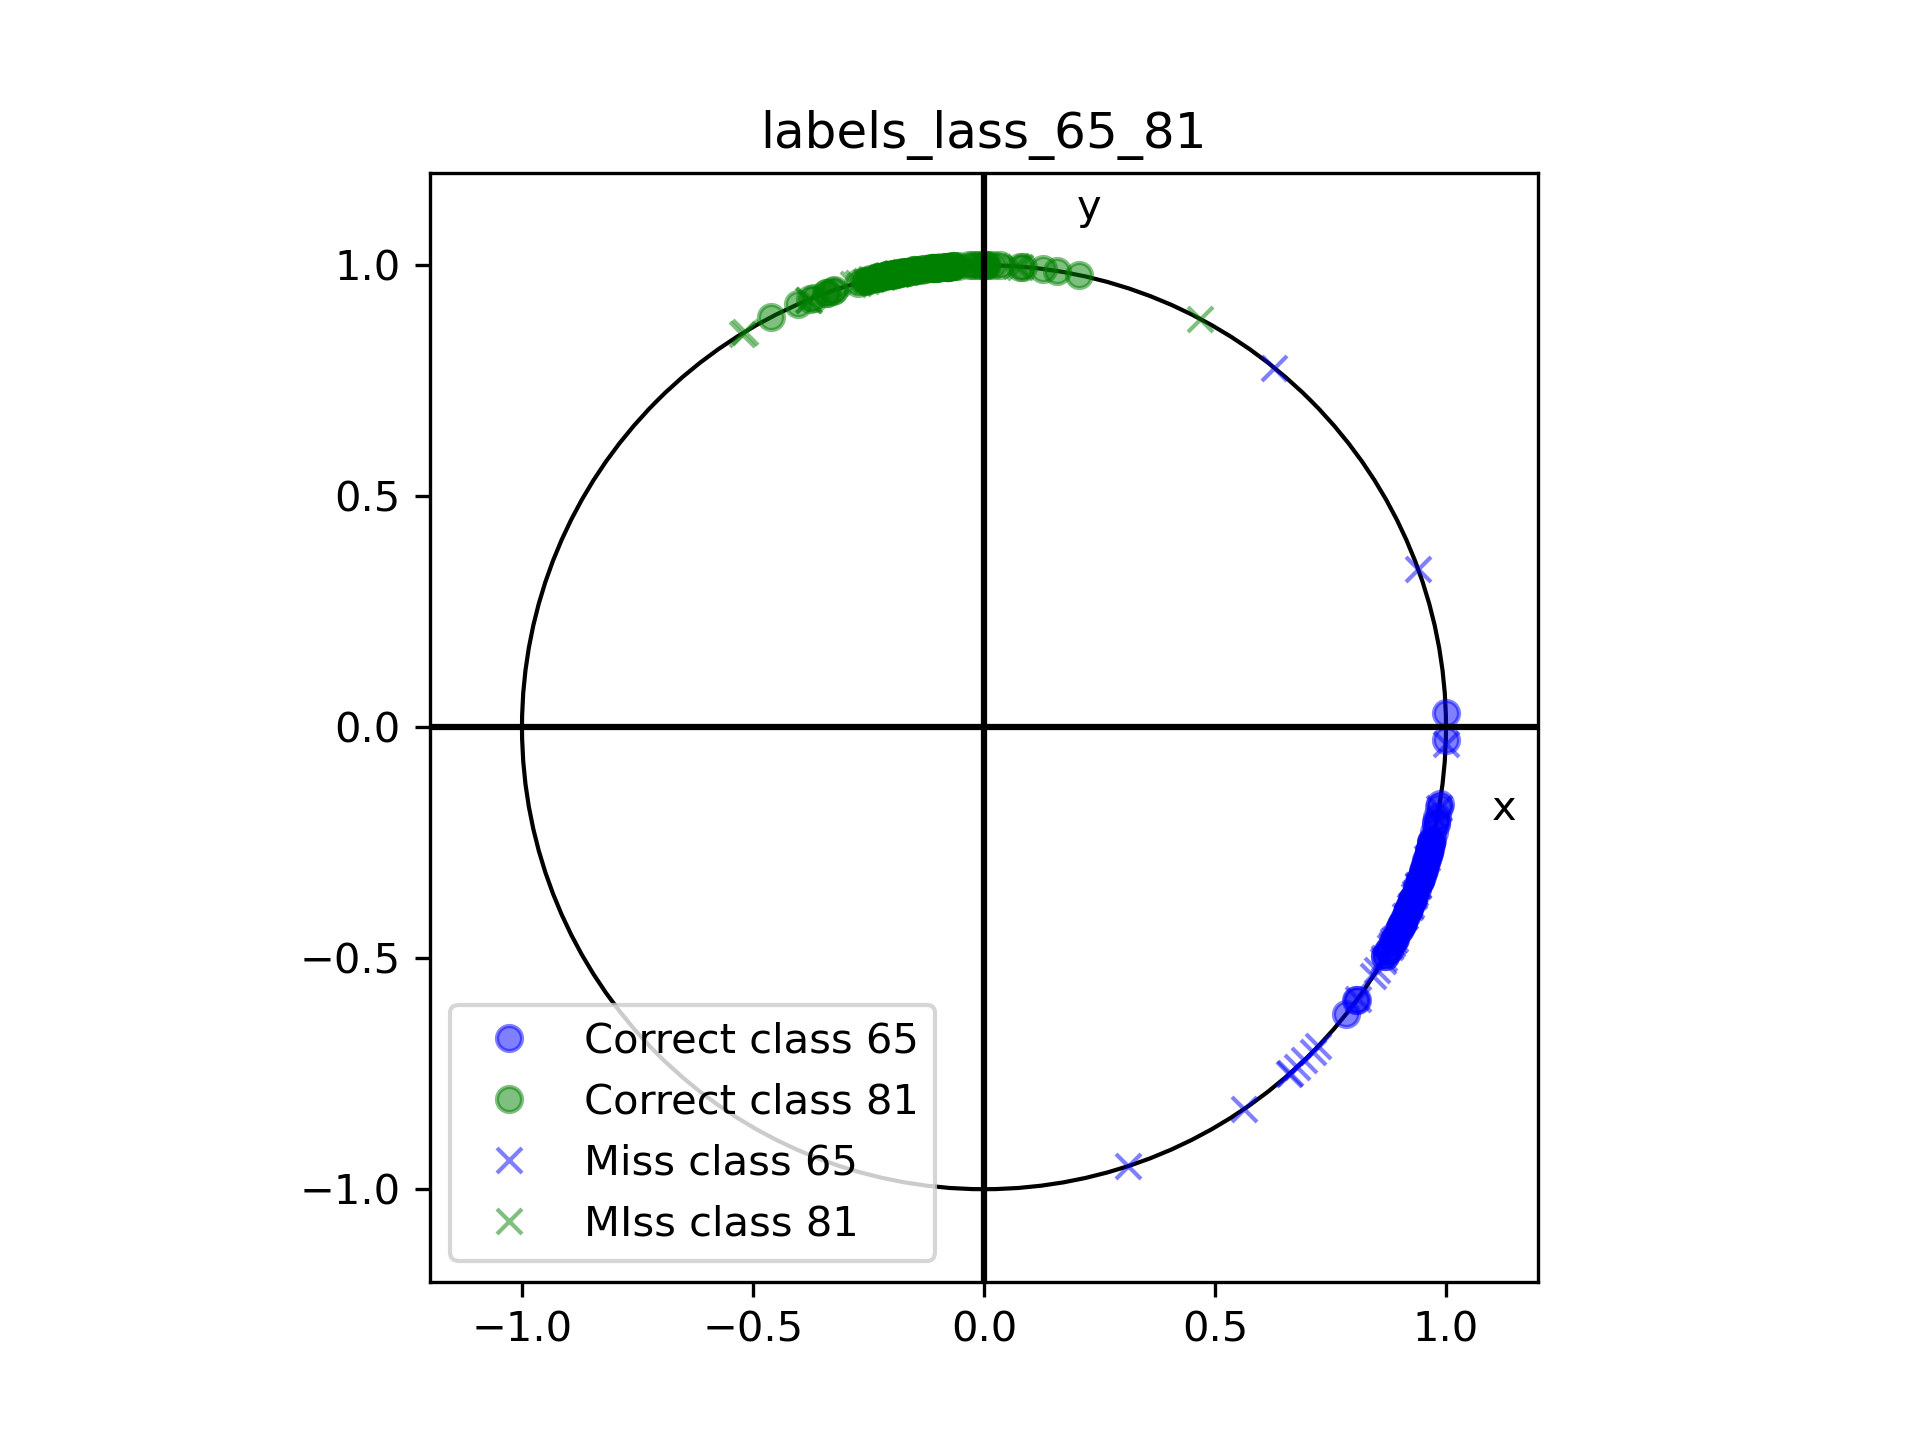 labels_lass_65_81
y
1.0
0.5
0.0
x
−0.5
−1.0
Correct class 65
Correct class 81
Miss class 65
MIss class 81
−1.0 −0.5 0.0 0.5 1.0